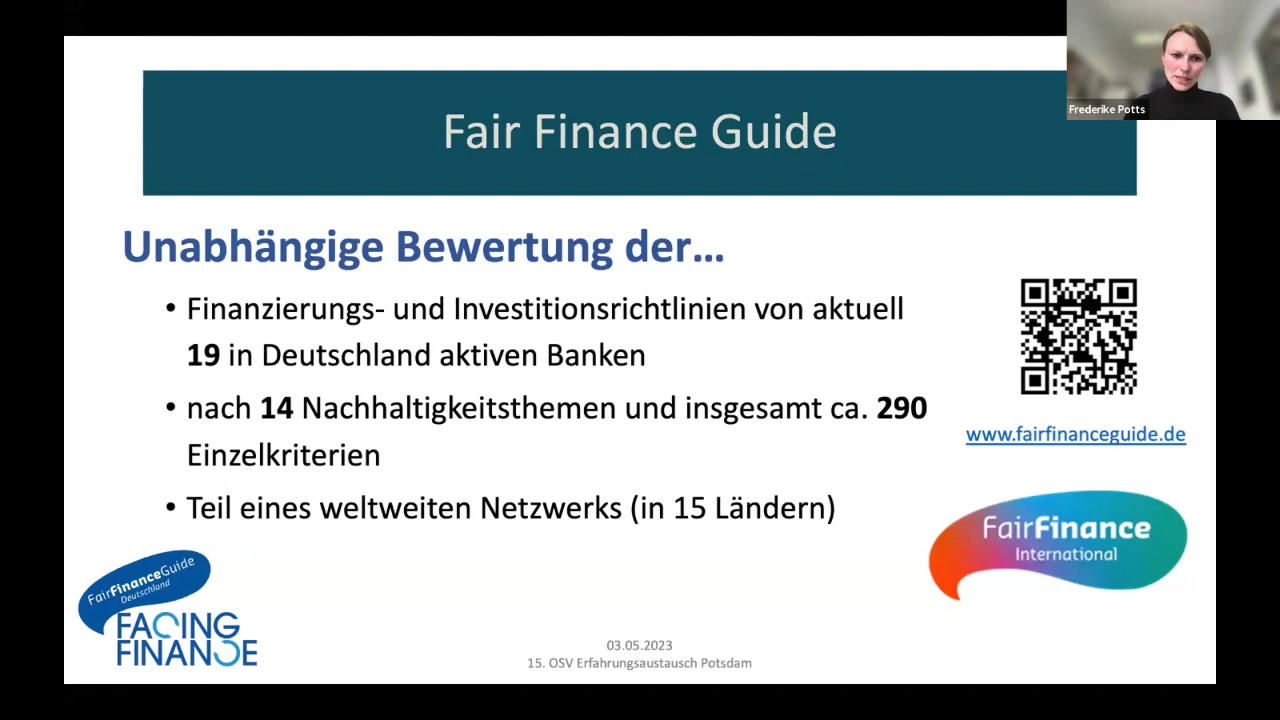 Frederike Potts
Fair Finance Guide
Unabhängige Bewertung der…
• Finanzierungs- und Investitionsrichtlinien von aktuell
19 in Deutschland aktiven Banken
• nach 14 Nachhaltigkeitsthemen und insgesamt ca. 290
Einzelkriterien
• Teil eines weltweiten Netzwerks (in 15 Ländern)
www.fairfinanceguide.de
FairFinance
International
FairFinanceGuide
Deutschland
FACING
FINANCE
03.05.2023
15. OSV Erfahrungsaustausch Potsdam